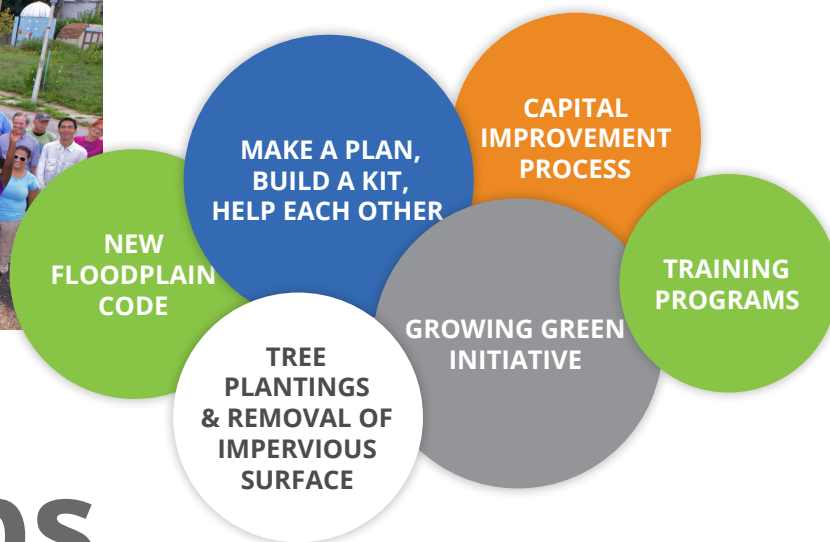 CAPITAL
IMPROVEMENT
PROCESS
MAKE A PLAN,
BUILD A KIT,
HELP EACH OTHER
NEW
FLOODPLAIN
CODE
TRAINING
PROGRAMS
GROWING GREEN
INITIATIVE
TREE
PLANTINGS
& REMOVAL OF
IMPERVIOUS
SURFACE